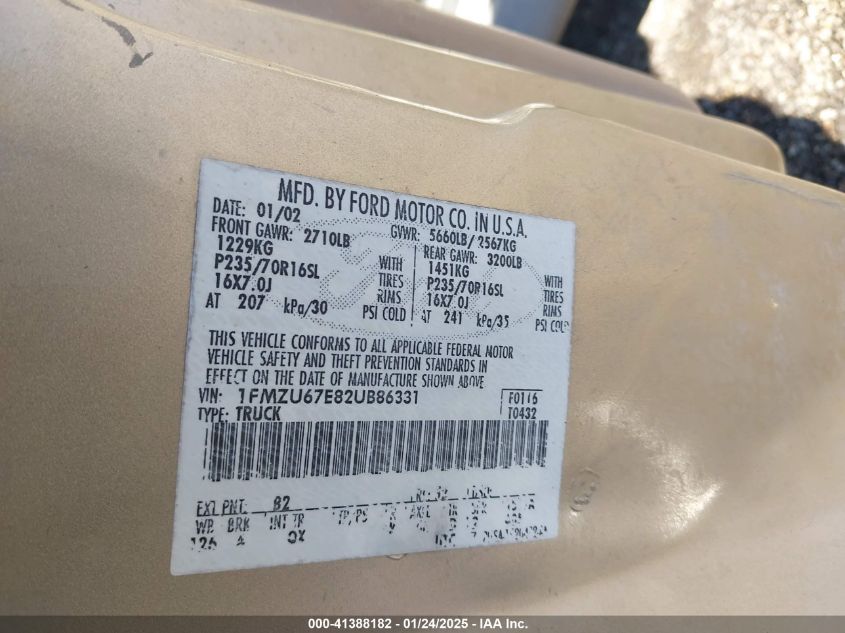 MFD. BY FORD MOTOR CO. IN U.S.A.
DATE: 01/02 GVWR: 5660LB/2567KG
FRONT GAWR: 2710LB REAR GAWR: 3200LB
1229KG WITH 1451KG WITH
P235/70R16SL TIRES P235/70R16SL TIRES
16X7.0J RIMS 16X7.0J RIMS
AT 207 kPa/30 PSI COLD AT 241 kPa/35 PSI COLD
THIS VEHICLE CONFORMS TO ALL APPLICABLE FEDERAL MOTOR
VEHICLE SAFETY AND THEFT PREVENTION STANDARDS IN
EFFECT ON THE DATE OF MANUFACTURE SHOWN ABOVE
VIN: 1FMZU67E82UB86331 F0116
TYPE: TRUCK T0432
EXT PNT: B2
WB BRK INT TR TP/PS
126
000-41388182 - 01/24/2025 - IAA Inc.